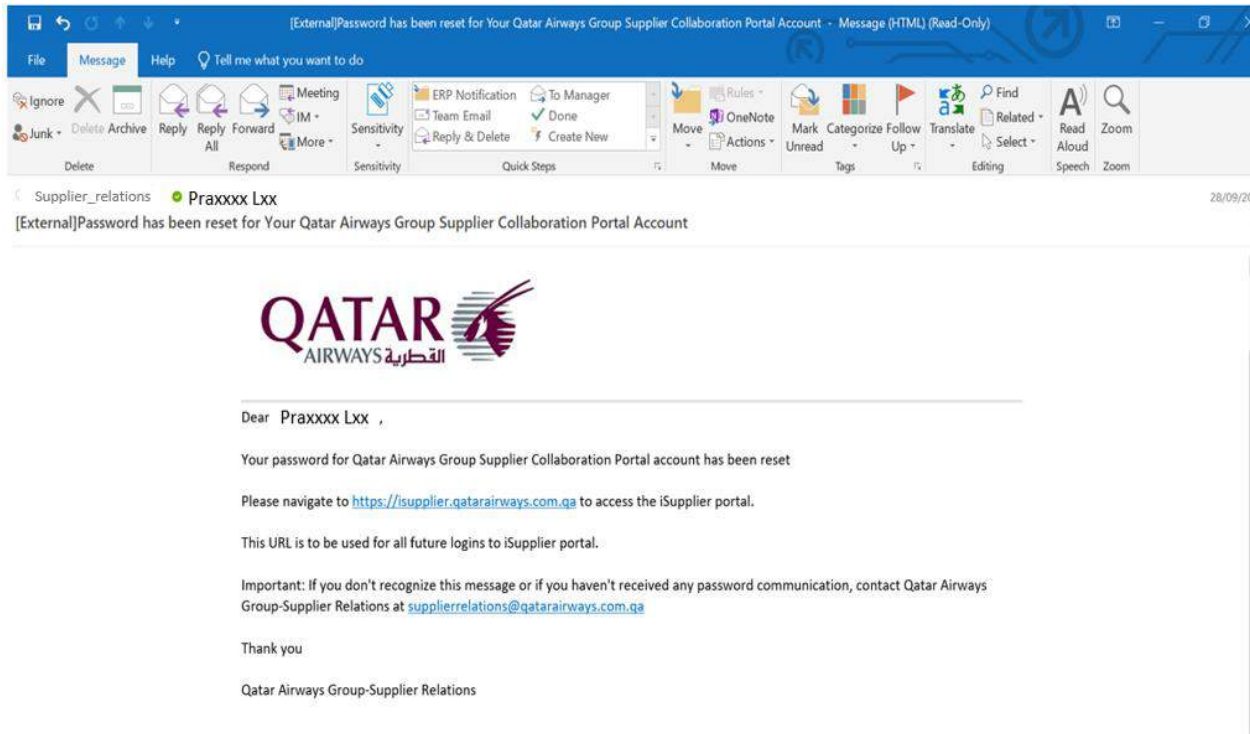 [External]Password has been reset for Your Qatar Airways Group Supplier Collaboration Portal Account - Message (HTML) (Read-Only)
File Message Help Tell me what you want to do
Ignore
Junk
Delete Archive
Reply Reply All Forward
Meeting
IM
More
Sensitivity
ERP Notification To Manager
Team Email Done
Reply & Delete Create New
Move
Rules
OneNote
Actions
Mark Unread Categorize Follow Up
Translate
Find
Related
Select
Read Aloud
Zoom
Delete Respond Sensitivity Quick Steps Move Tags Editing Speech Zoom
Supplier_relations Praxxxx Lxx
28/09/20
[External]Password has been reset for Your Qatar Airways Group Supplier Collaboration Portal Account
QATAR
AIRWAYS القطرية
Dear Praxxxx Lxx ,
Your password for Qatar Airways Group Supplier Collaboration Portal account has been reset
Please navigate to https://isupplier.qatarairways.com.qa to access the iSupplier portal.
This URL is to be used for all future logins to iSupplier portal.
Important: If you don't recognize this message or if you haven't received any password communication, contact Qatar Airways
Group-Supplier Relations at supplierrelations@qatarairways.com.qa
Thank you
Qatar Airways Group-Supplier Relations